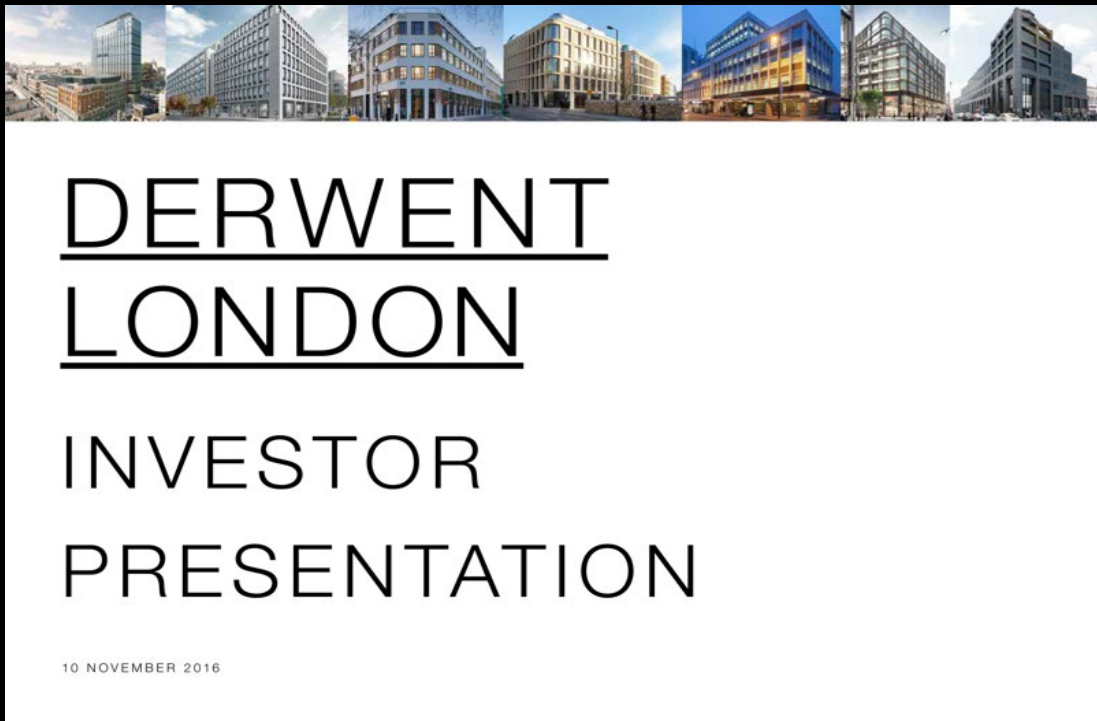 DERWENT
LONDON
INVESTOR
PRESENTATION
10 NOVEMBER 2016